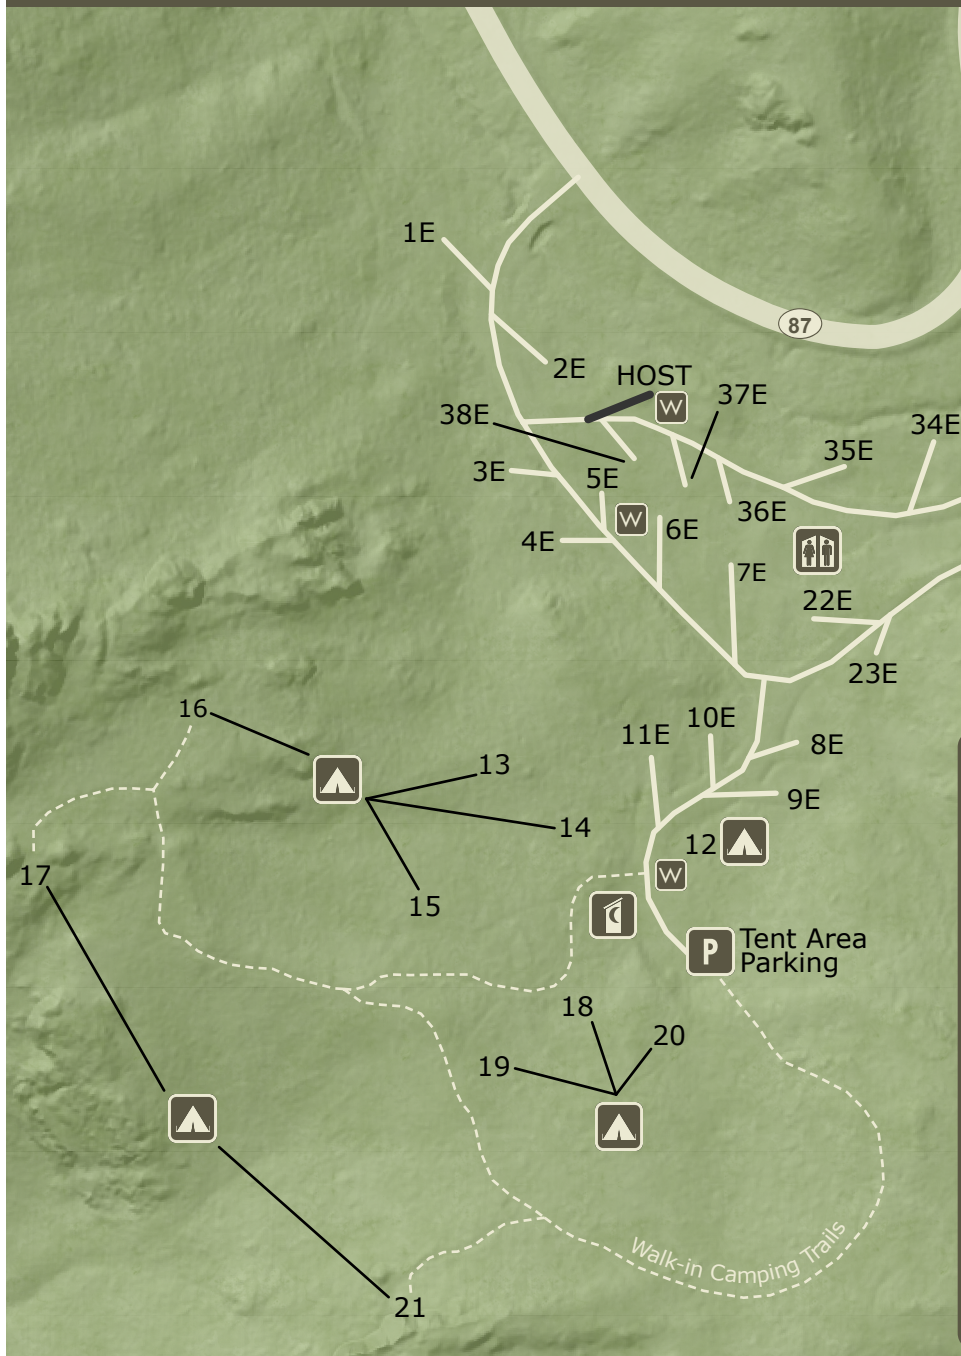 1E
87
2E
HOST
37E
38E
34E
35E
3E
5E
36E
W
W
6E
4E
7E
22E
23E
16
10E
11E
8E
13
9E
14
12
17
W
15
P
Tent Area
Parking
18
20
19
Walk-in Camping Trails
21